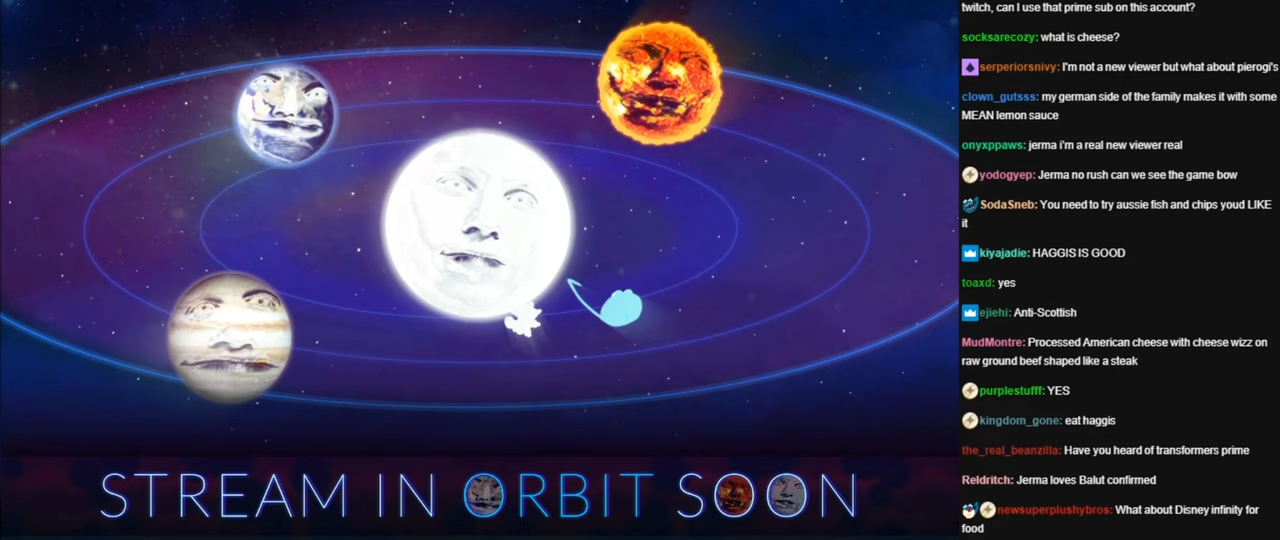 twitch, can I use that prime sub on this account?
socksarecozy: what is cheese?
serperiorsnivy: I'm not a new viewer but what about pierogi's
clown_gutsss: my german side of the family makes it with some
MEAN lemon sauce
onyxppaws: jerma i'm a real new viewer real
yodogyep: Jerma no rush can we see the game bow
SodaSneb: You need to try aussie fish and chips youd LIKE
it
kiyajadie: HAGGIS IS GOOD
toaxd: yes
ejiehi: Anti-Scottish
MudMontre: Processed American cheese with cheese wizz on
raw ground beef shaped like a steak
purplestufff: YES
kingdom_gone: eat haggis
the_real_beanzilla: Have you heard of transformers prime
Reldritch: Jerma loves Balut confirmed
newsuperplushybros: What about Disney infinity for
food
STREAM IN ORBIT SOON